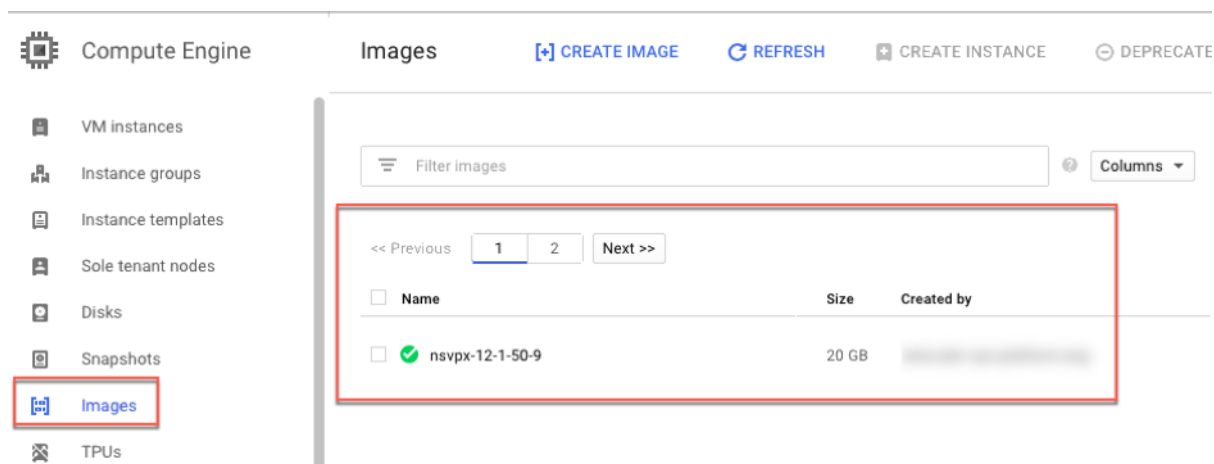 Compute Engine
Images
CREATE IMAGE
REFRESH
CREATE INSTANCE
DEPRECATE
VM instances
Instance groups
Instance templates
Sole tenant nodes
Disks
Snapshots
Images
TPUs
Filter images
Columns
<< Previous 1 2 Next >>
Name Size Created by
nsvpx-12-1-50-9 20 GB